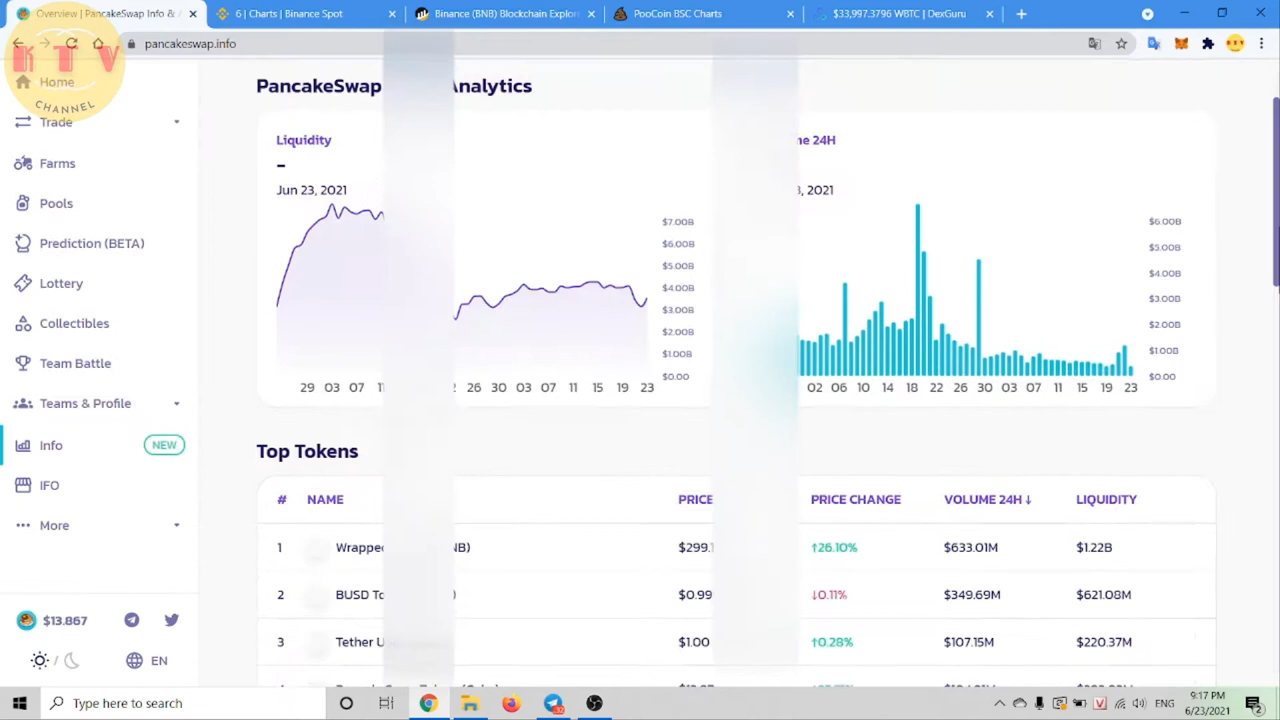 Overview | PancakeSwap Info &
6 | Charts | Binance Spot
Binance (BNB) Blockchain Explor
PooCoin BSC Charts
$33,997.3796 WBTC | DexGuru
pancakeswap.info
KTV
CHANNEL
Home
Trade
Farms
Pools
Prediction (BETA)
Lottery
Collectibles
Team Battle
Teams & Profile
Info
NEW
IFO
More
$13.867
EN
PancakeSwap Analytics
Liquidity
-
Jun 23, 2021
$7.00B
$6.00B
$5.00B
$4.00B
$3.00B
$2.00B
$1.00B
$0.00
29 03 07 26 30 03 07 11 15 19 23
24H
2021
$6.00B
$5.00B
$4.00B
$3.00B
$2.00B
$1.00B
$0.00
02 06 10 14 18 22 26 30 03 07 11 15 19 23
Top Tokens
# NAME PRICE PRICE CHANGE VOLUME 24H ↓ LIQUIDITY
1 Wrapped $299.1 ↑26.10% $633.01M $1.22B
2 BUSD $0.99 ↓0.11% $349.69M $621.08M
3 Tether $1.00 ↑0.28% $107.15M $220.37M
Type here to search
ENG
9:17 PM
6/23/2021